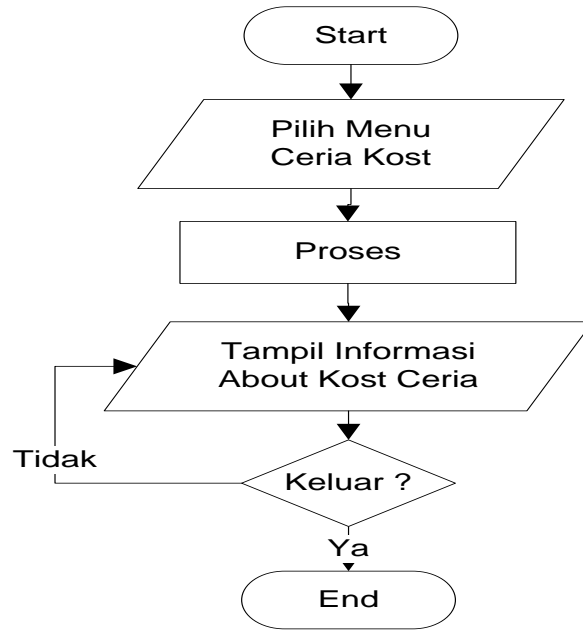 Start
Pilih Menu
Ceria Kost
Proses
Tampil Informasi
About Kost Ceria
Tidak
Keluar ?
Ya
End